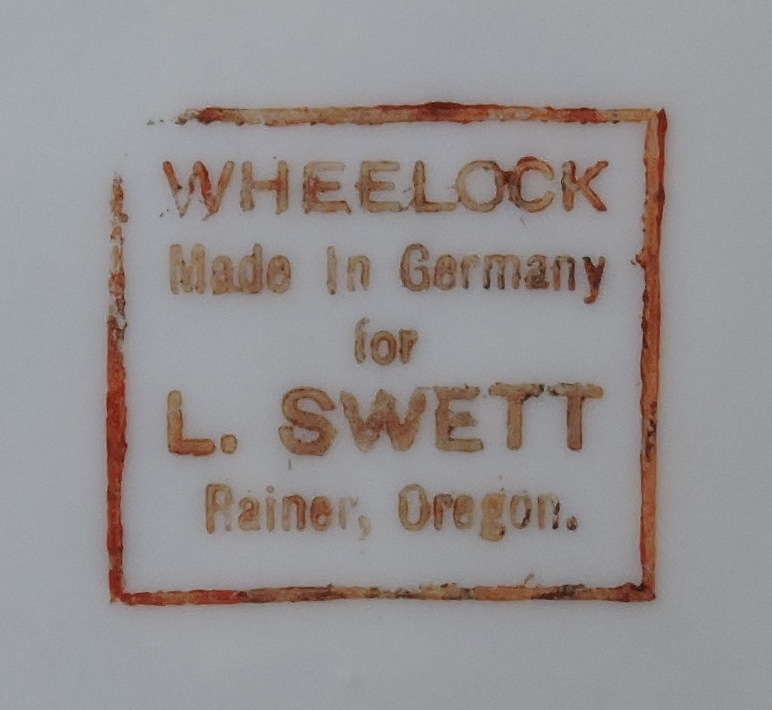 WHEELOCK
Made In Germany
for
L. SWETT
Rainer, Oregon.